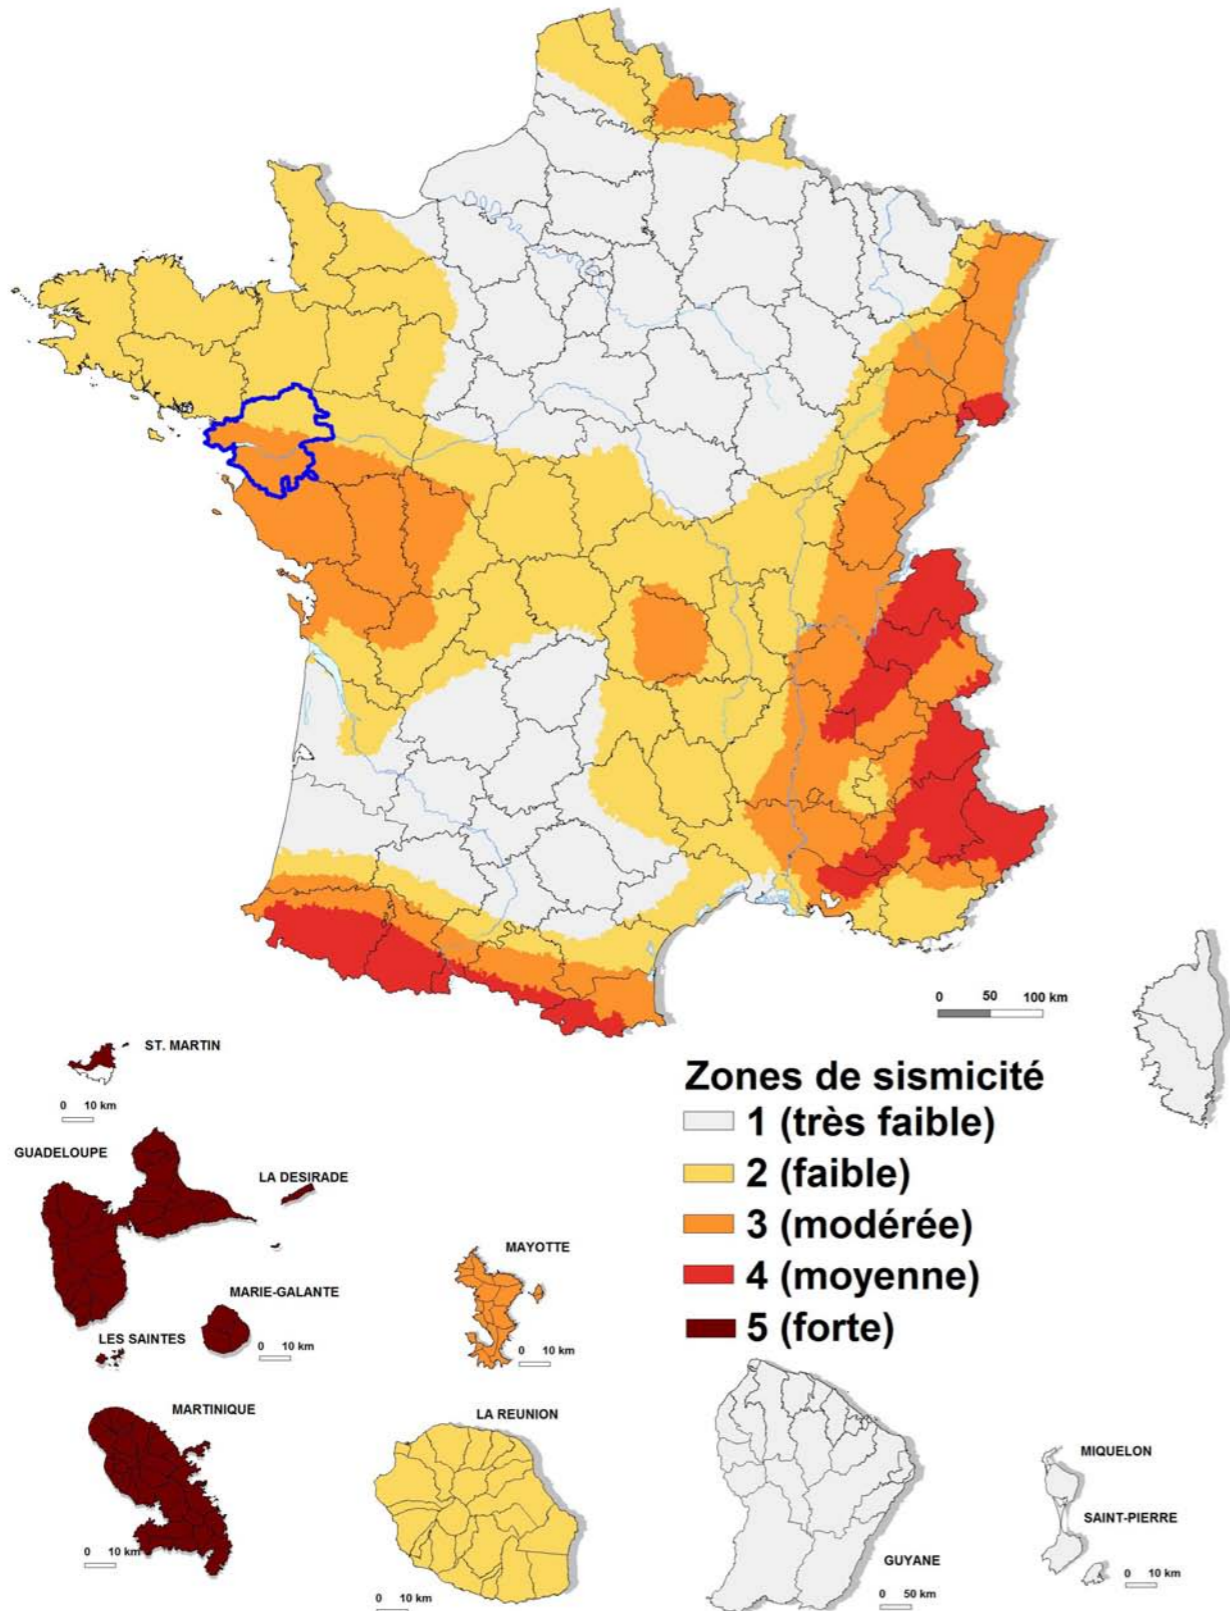 0 50 100 km
ST. MARTIN
0 10 km
Zones de sismicité
1 (très faible)
2 (faible)
3 (modérée)
4 (moyenne)
5 (forte)
GUADELOUPE
LA DESIRADE
MARIE-GALANTE
0 10 km
LES SAINTES
MAYOTTE
0 10 km
MARTINIQUE
0 10 km
LA REUNION
0 10 km
GUYANE
0 50 km
MIQUELON
SAINT-PIERRE
0 10 km